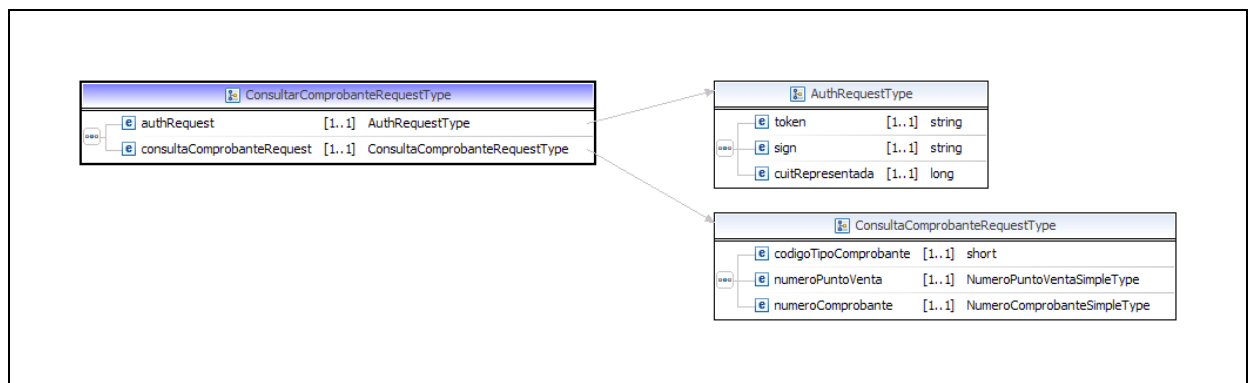 ConsultarComprobanteRequestType
authRequest [1..1] AuthRequestType
consultaComprobanteRequest [1..1] ConsultaComprobanteRequestType
AuthRequestType
token [1..1] string
sign [1..1] string
cuitRepresentada [1..1] long
ConsultaComprobanteRequestType
codigoTipoComprobante [1..1] short
numeroPuntoVenta [1..1] NumeroPuntoVentaSimpleType
numeroComprobante [1..1] NumeroComprobanteSimpleType